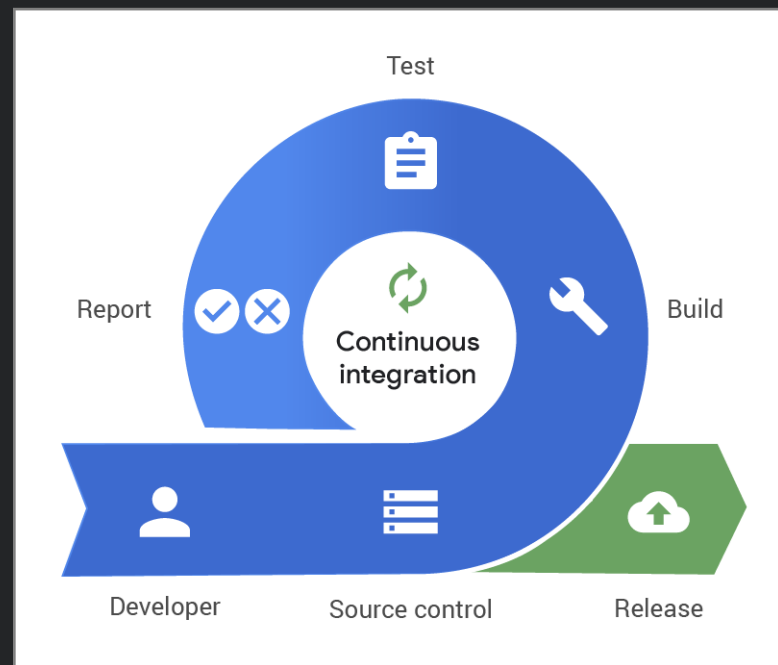 Test
Report
Continuous
integration
Build
Developer
Source control
Release